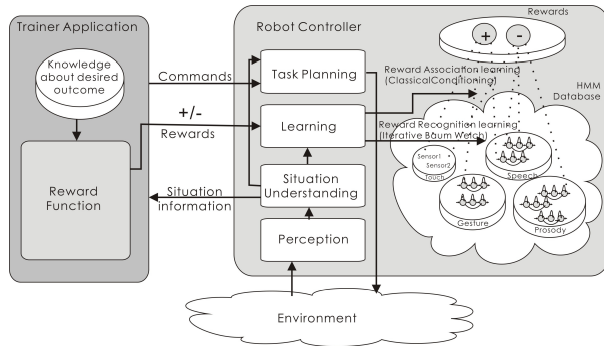 Trainer Application
Knowledge
about desired
outcome
Reward
Function
Commands
+/-
Rewards
Situation
information
Robot Controller
Task Planning
Learning
Situation
Understanding
Perception
Environment
Rewards
+
-
Reward Association learning
(ClassicalConditioning)
HMM
Database
Reward Recognition learning
(Iterative Baum Welch)
Sensor1
Sensor2
Touch
Speech
Gesture
Prosody